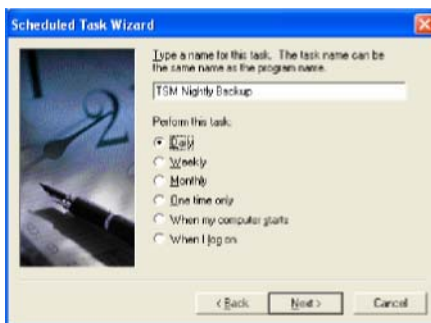 Scheduled Task Wizard
Type a name for this task. The task name can be
the same name as the program name.
TSM Nightly Backup
Perform this task:
Daily
Weekly
Monthly
One time only
When my computer starts
When I log on
< Back
Next >
Cancel